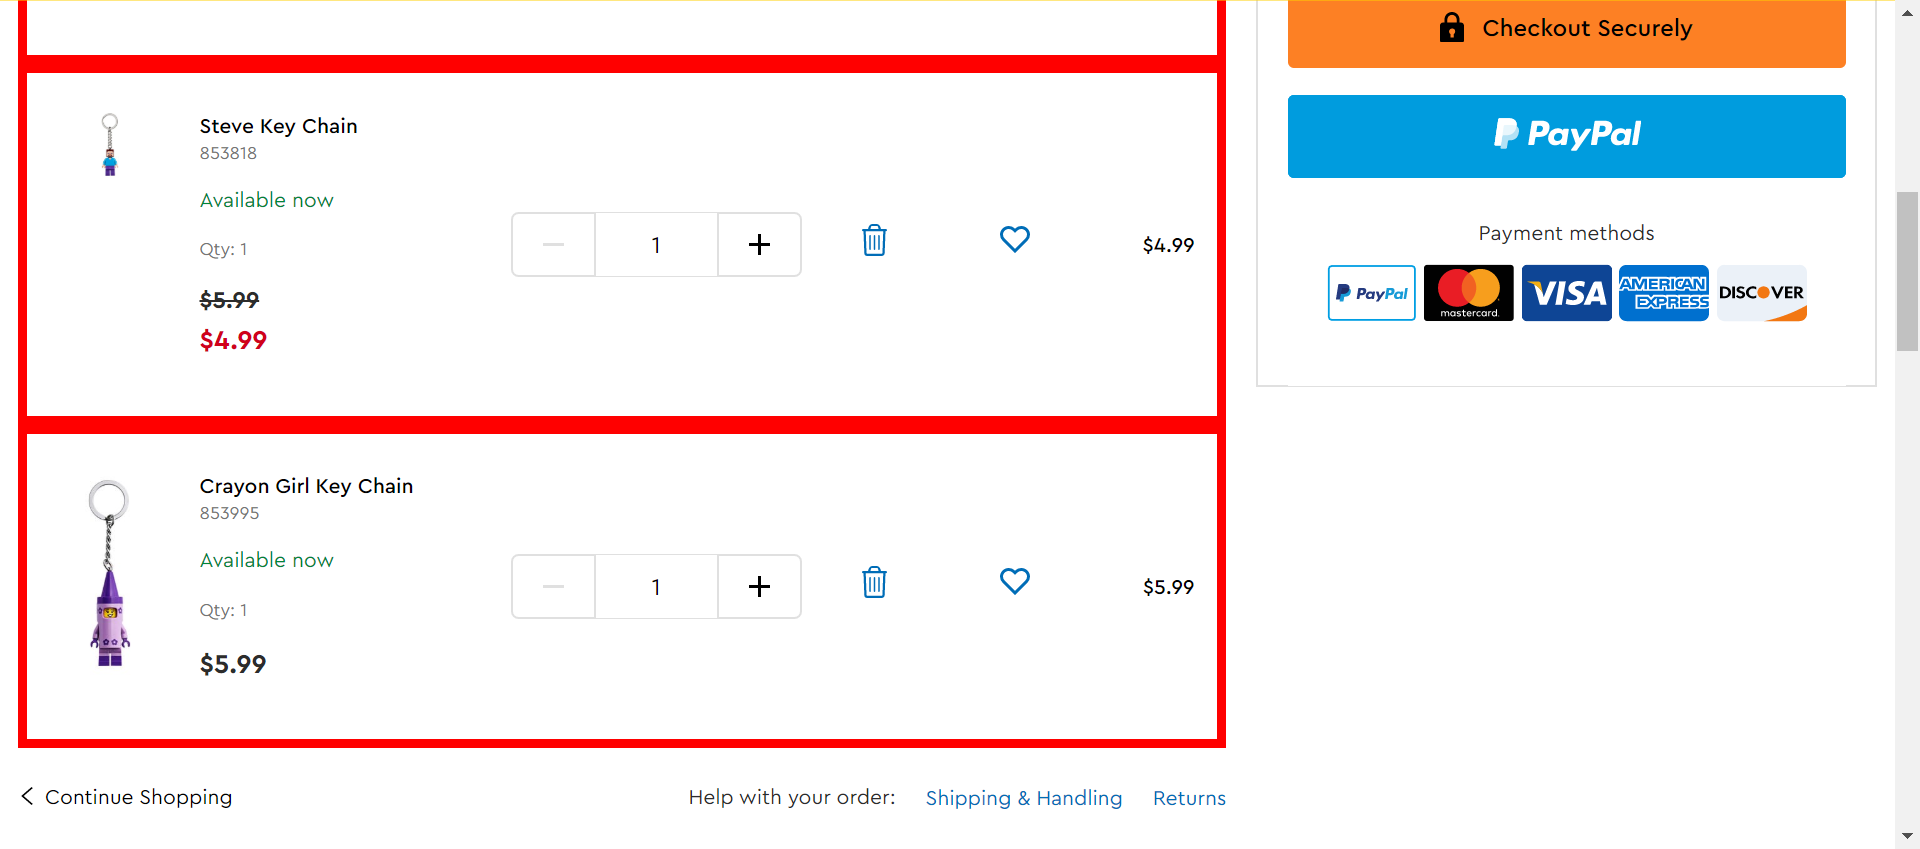 Checkout Securely
PayPal
Payment methods
PayPal
mastercard.
VISA
AMERICAN EXPRESS
DISCOVER
Steve Key Chain
853818
Available now
Qty: 1
$5.99
$4.99
1
$4.99
Crayon Girl Key Chain
853995
Available now
Qty: 1
$5.99
1
$5.99
Continue Shopping
Help with your order: Shipping & Handling Returns